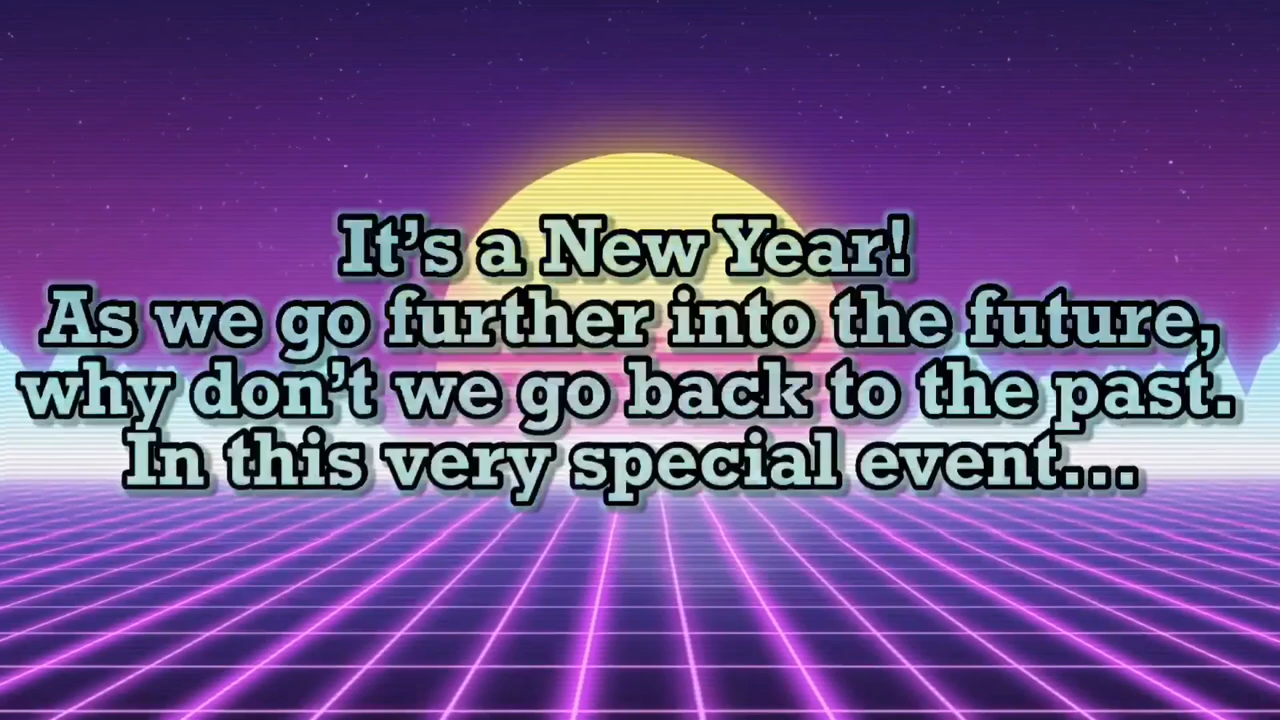 It’s a New Year!
As we go further into the future,
why don’t we go back to the past.
In this very special event...